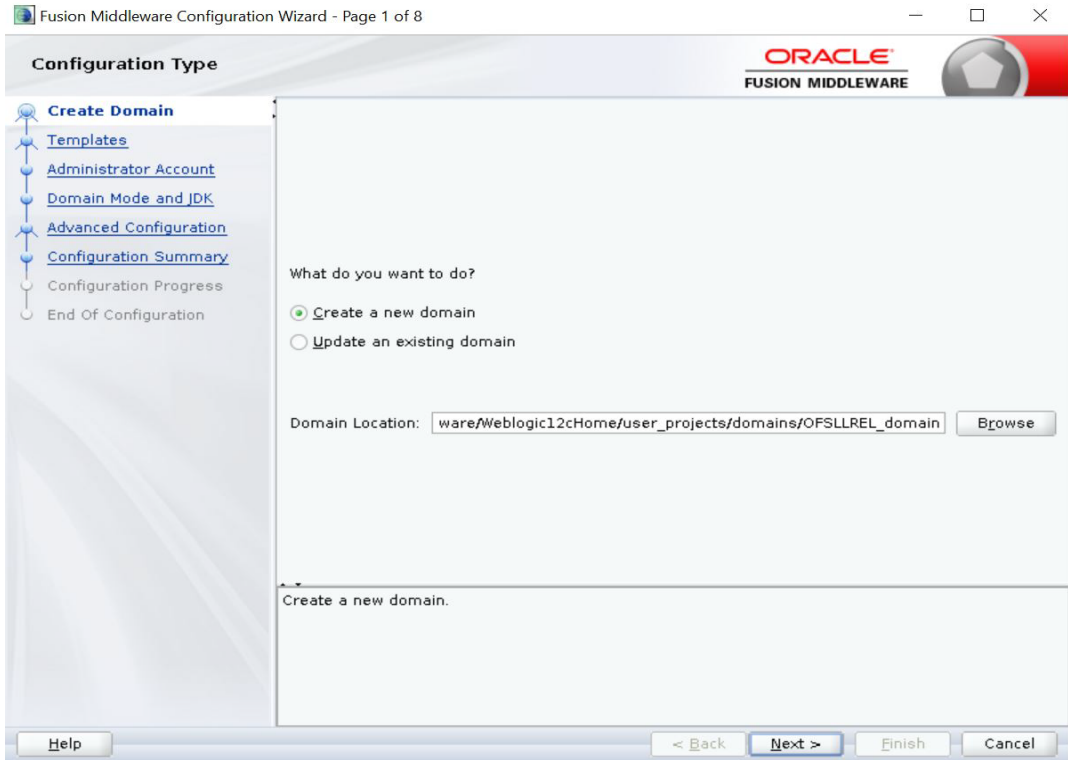 Fusion Middleware Configuration Wizard - Page 1 of 8
Configuration Type
ORACLE
FUSION MIDDLEWARE
Create Domain
Templates
Administrator Account
Domain Mode and JDK
Advanced Configuration
Configuration Summary
Configuration Progress
End Of Configuration
What do you want to do?
Create a new domain
Update an existing domain
Domain Location: ware/Weblogic12cHome/user_projects/domains/OFSLLREL_domain Browse
Create a new domain.
Help < Back Next > Finish Cancel